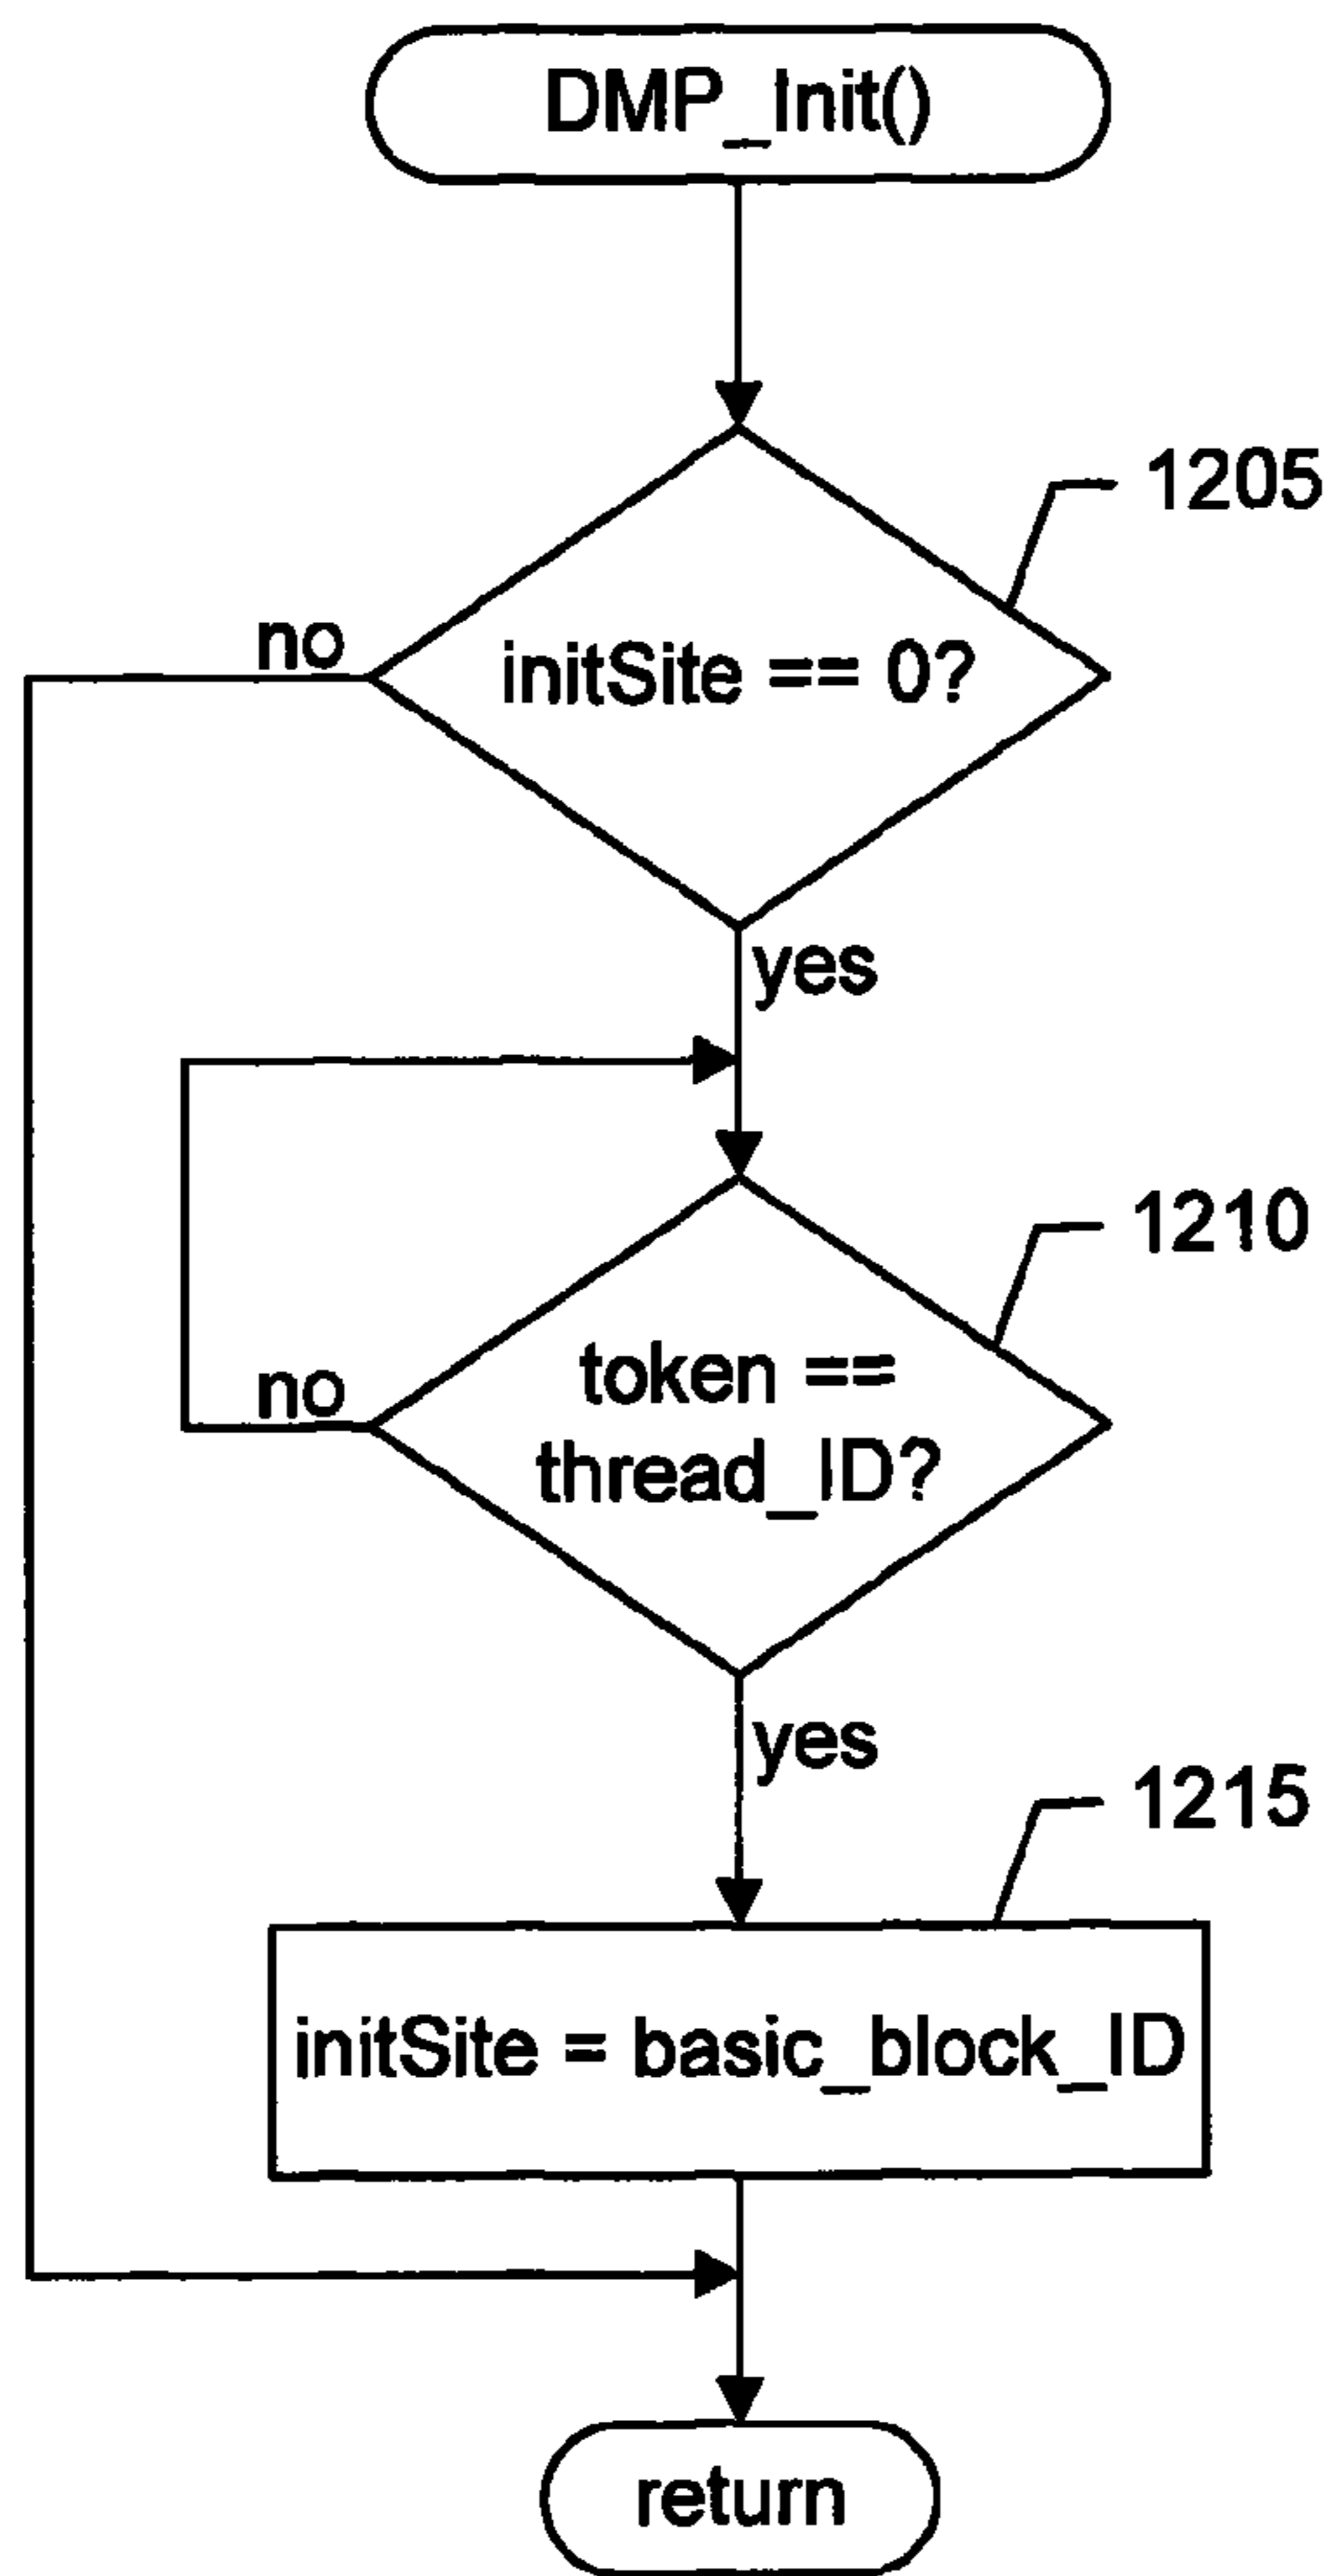 DMP_Init()
1205
no
initSite == 0?
yes
1210
token ==
no
thread_ID?
yes
1215
initSite = basic_block_ID
return